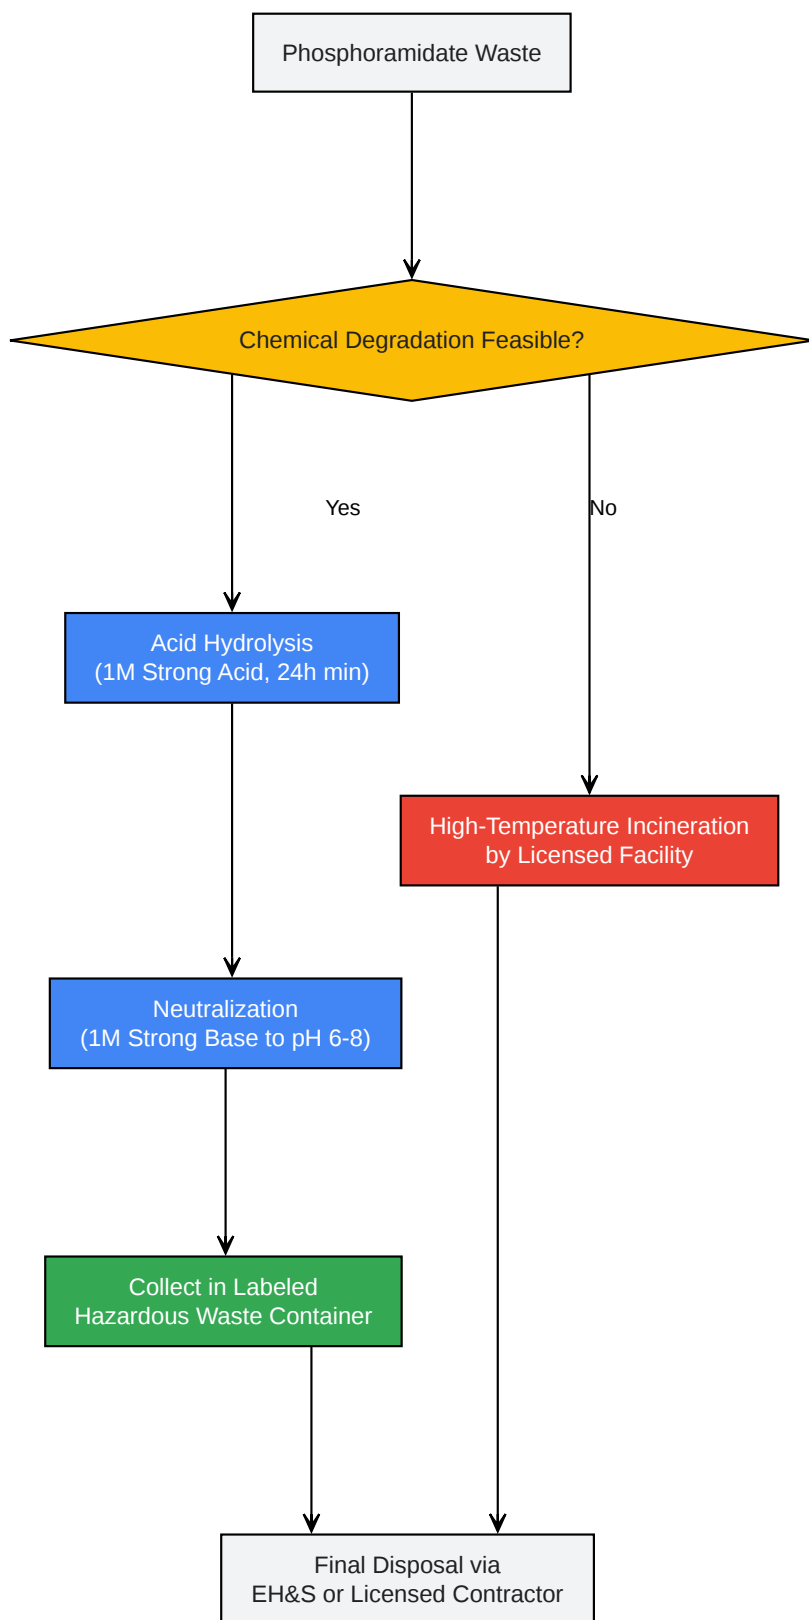 Phosphoramidate Waste
Chemical Degradation Feasible?
Yes
No
Acid Hydrolysis
(1M Strong Acid, 24h min)
High-Temperature Incineration
by Licensed Facility
Neutralization
(1M Strong Base to pH 6-8)
Collect in Labeled
Hazardous Waste Container
Final Disposal via
EH&S or Licensed Contractor